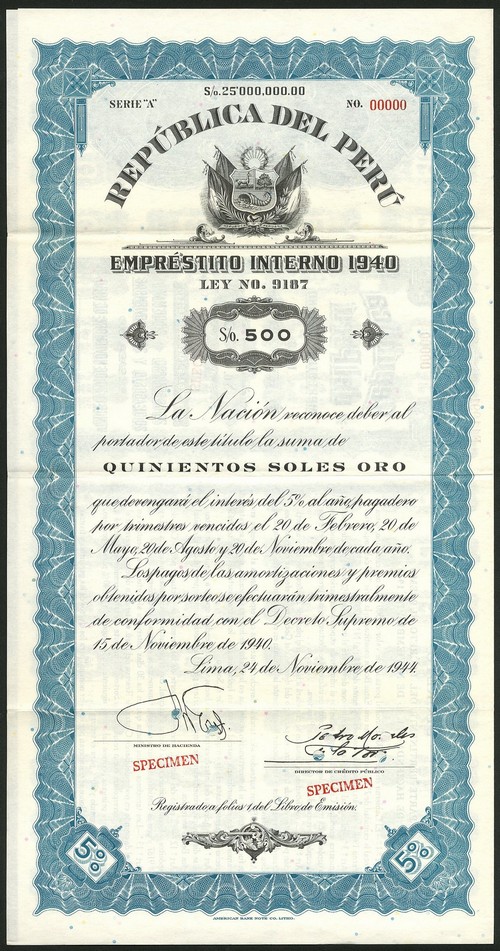 S/o. 25'000,000.00
SERIE "A"
NO. 00000
REPÚBLICA DEL PERÚ
EMPRÉSTITO INTERNO 1940
LEY NO. 9187
S/o. 500
La Nación reconoce deber al
portador de este título la suma de
QUINIENTOS SOLES ORO
que devengará el interés del 5% al año, pagadero
por trimestres vencidos el 20 de Febrero, 20 de
Mayo, 20 de Agosto y 20 de Noviembre de cada año.
Los pagos de las amortizaciones y premios
obtenidos por sorteo se efectuarán trimestralmente
de conformidad con el Decreto Supremo de
15 de Noviembre de 1940.
Lima, 24 de Noviembre de 1944.
MINISTRO DE HACIENDA
SPECIMEN
DIRECTOR DE CRÉDITO PÚBLICO
SPECIMEN
Registrado a folios 1 del Libro de Emisión.
5%
5%
AMERICAN BANK NOTE CO. LITHO.